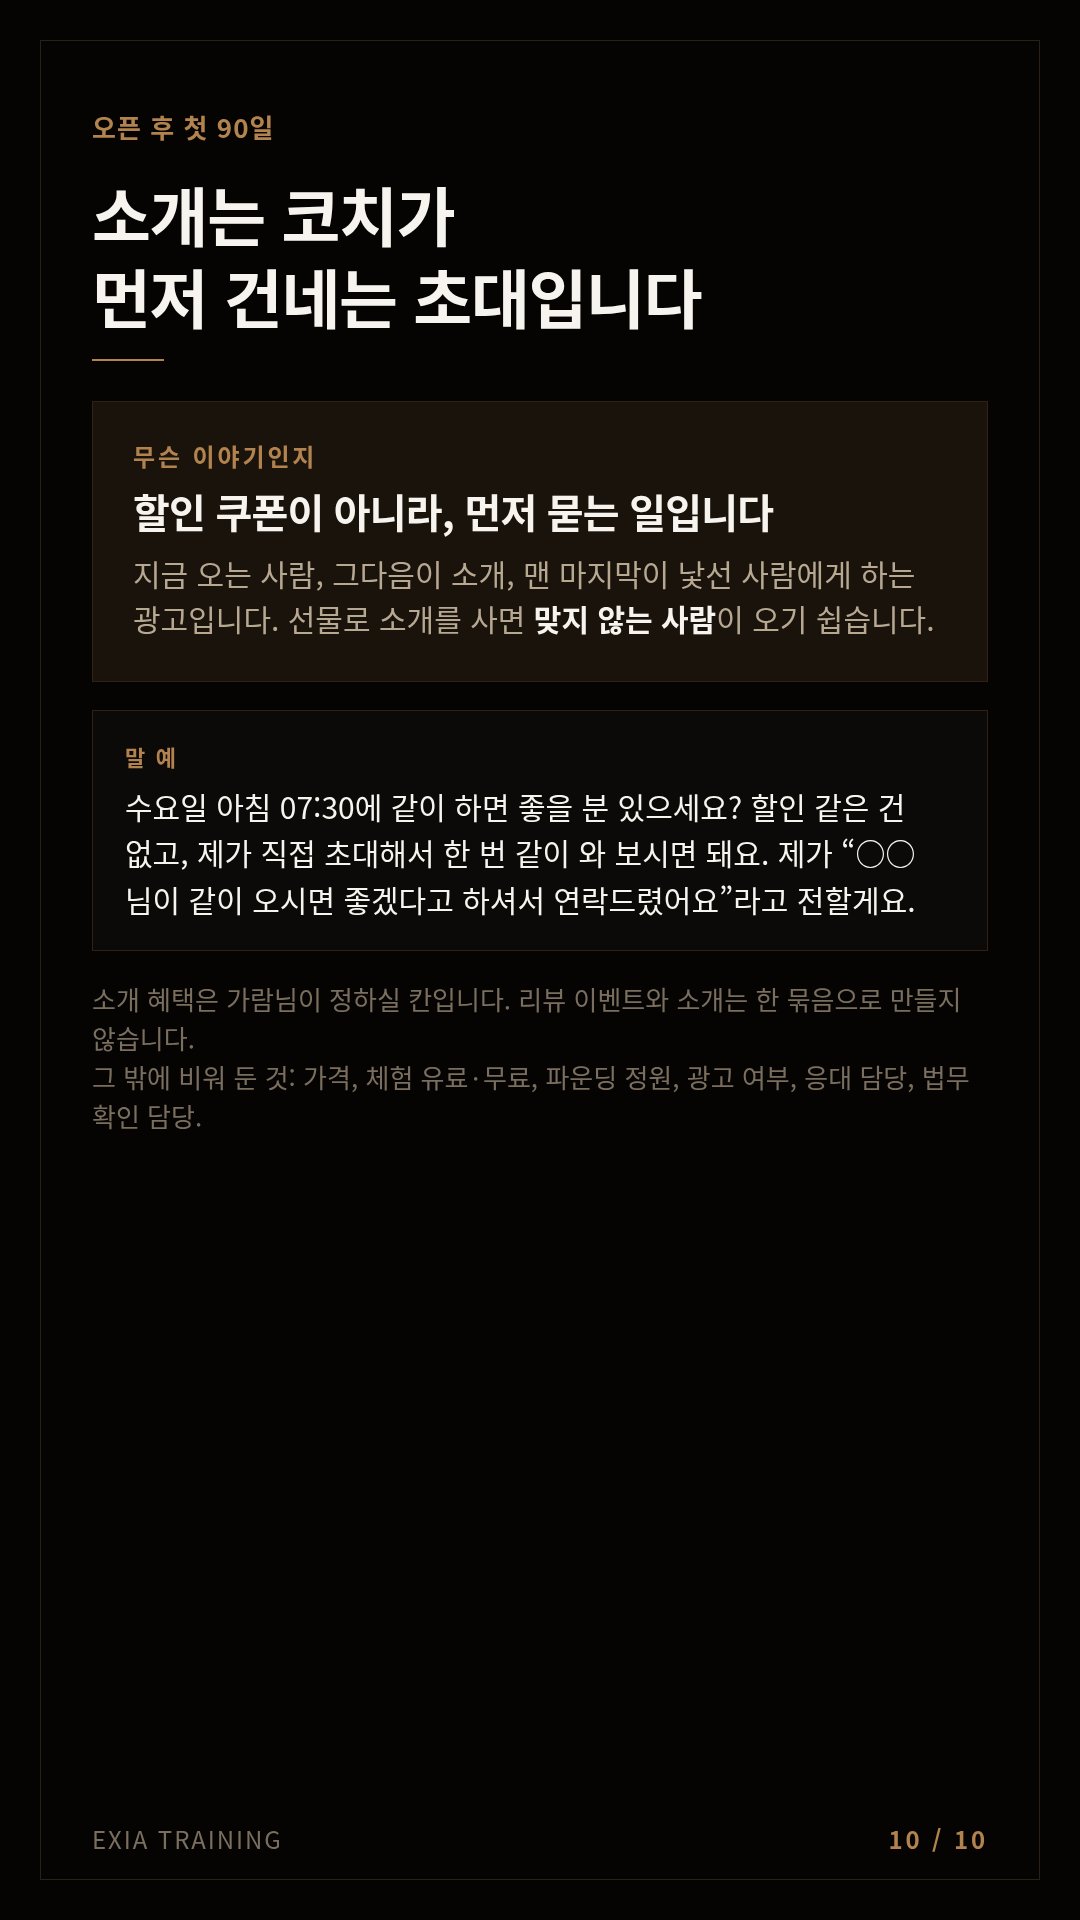 오픈 후 첫 90일
소개는 코치가
먼저 건네는 초대입니다
무슨 이야기인지
할인 쿠폰이 아니라, 먼저 묻는 일입니다
지금 오는 사람, 그다음이 소개, 맨 마지막이 낯선 사람에게 하는
광고입니다. 선물로 소개를 사면 맞지 않는 사람이 오기 쉽습니다.
말 예
수요일 아침 07:30에 같이 하면 좋을 분 있으세요? 할인 같은 건
없고, 제가 직접 초대해서 한 번 같이 와 보시면 돼요. 제가 “○○
님이 같이 오시면 좋겠다고 하셔서 연락드렸어요”라고 전할게요.
소개 혜택은 가람님이 정하실 칸입니다. 리뷰 이벤트와 소개는 한 묶음으로 만들지
않습니다.
그 밖에 비워 둔 것: 가격, 체험 유료·무료, 파운딩 정원, 광고 여부, 응대 담당, 법무
확인 담당.
EXIA TRAINING
10 / 10